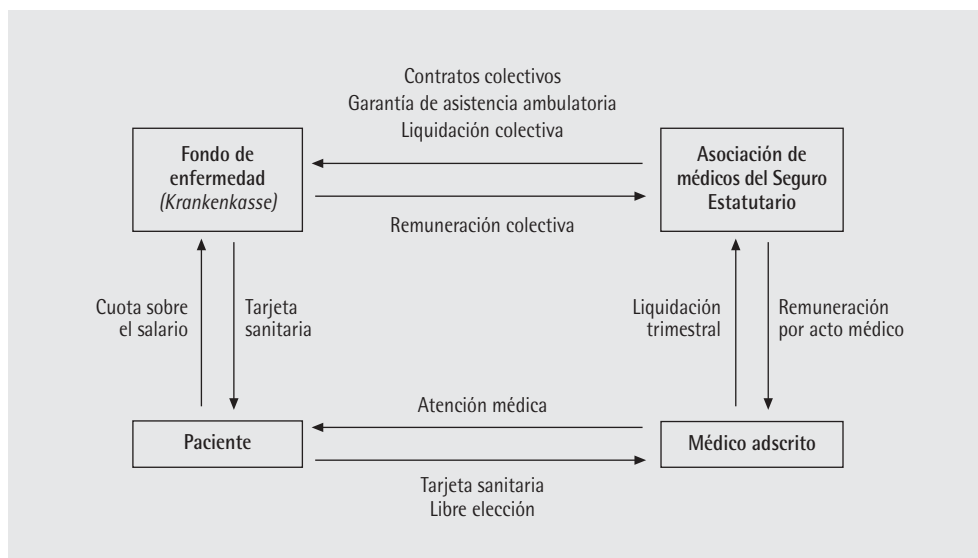 Contratos colectivos
Garantía de asistencia ambulatoria
Liquidación colectiva
Fondo de
enfermedad
(Krankenkasse)
Asociación de
médicos del Seguro
Estatutario
Remuneración colectiva
Cuota sobre
el salario
Tarjeta
sanitaria
Liquidación
trimestral
Remuneración
por acto médico
Atención médica
Paciente
Médico adscrito
Tarjeta sanitaria
Libre elección